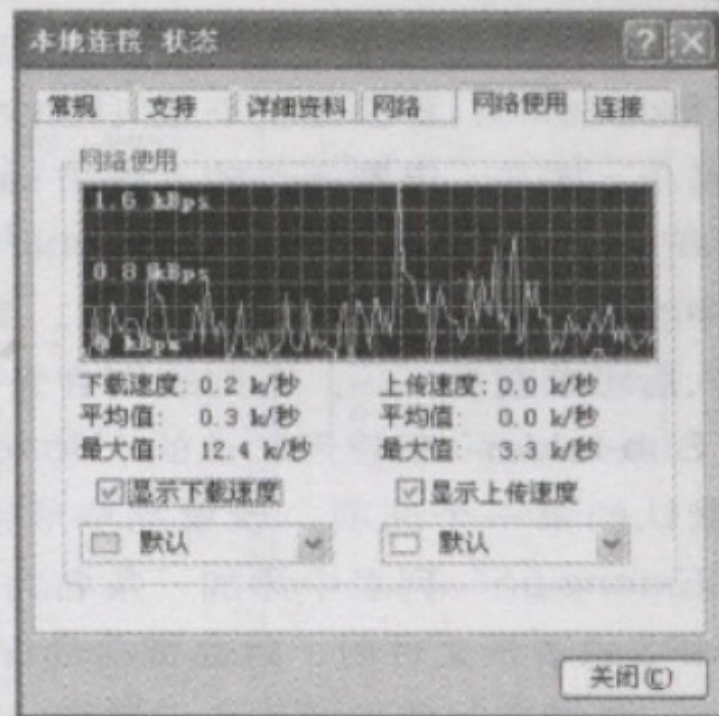 本地连接 状态
常规 支持 详细资料 网络 网络使用 连接
网络使用
1.6 kBps
0.8 kBps
0 kBps
下载速度: 0.2 k/秒 上传速度: 0.0 k/秒
平均值: 0.3 k/秒 平均值: 0.0 k/秒
最大值: 12.4 k/秒 最大值: 3.3 k/秒
显示下载速度 显示上传速度
默认 默认
关闭(C)